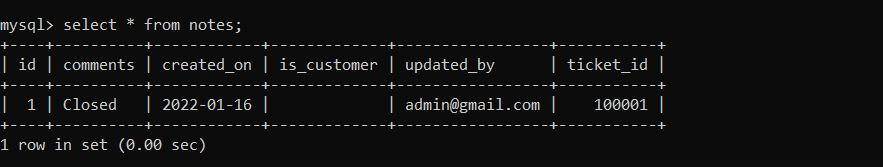 mysql> select * from notes;
+----+----------+------------+-------------+-----------------+-----------+
| id | comments | created_on | is_customer | updated_by      | ticket_id |
+----+----------+------------+-------------+-----------------+-----------+
|  1 | Closed   | 2022-01-16 |             | admin@gmail.com |    100001 |
+----+----------+------------+-------------+-----------------+-----------+
1 row in set (0.00 sec)